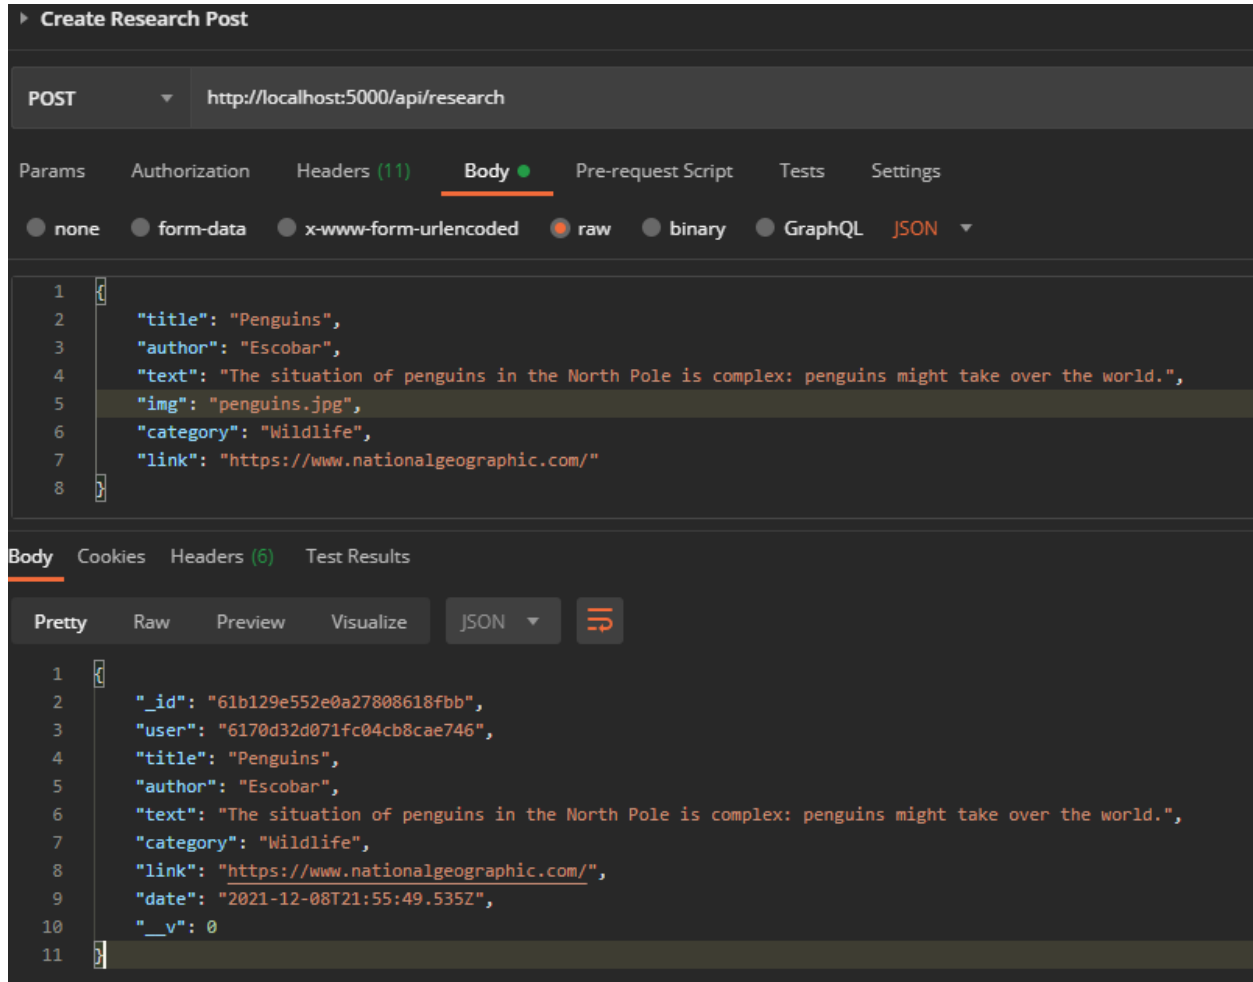 Create Research Post
POST http://localhost:5000/api/research
Params Authorization Headers (11) Body Pre-request Script Tests Settings
none form-data x-www-form-urlencoded raw binary GraphQL JSON
1 {
2 "title": "Penguins",
3 "author": "Escobar",
4 "text": "The situation of penguins in the North Pole is complex: penguins might take over the world.",
5 "img": "penguins.jpg",
6 "category": "Wildlife",
7 "link": "https://www.nationalgeographic.com/"
8 }
Body Cookies Headers (6) Test Results
Pretty Raw Preview Visualize JSON
1 {
2 "_id": "61b129e552e0a27808618fbb",
3 "user": "6170d32d071fc04cb8cae746",
4 "title": "Penguins",
5 "author": "Escobar",
6 "text": "The situation of penguins in the North Pole is complex: penguins might take over the world.",
7 "category": "Wildlife",
8 "link": "https://www.nationalgeographic.com/",
9 "date": "2021-12-08T21:55:49.535Z",
10 "__v": 0
11 }